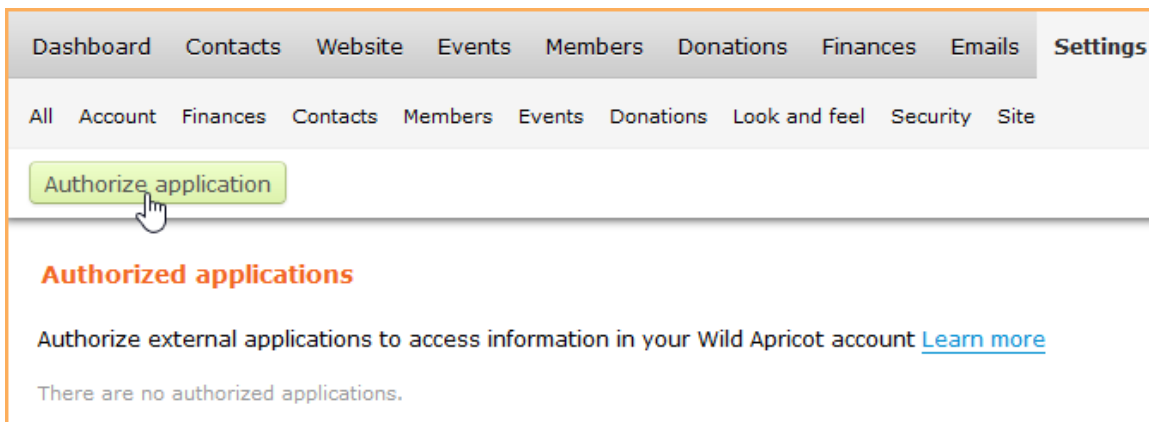 Dashboard Contacts Website Events Members Donations Finances Emails Settings
All Account Finances Contacts Members Events Donations Look and feel Security Site
Authorize application
Authorized applications
Authorize external applications to access information in your Wild Apricot account Learn more
There are no authorized applications.